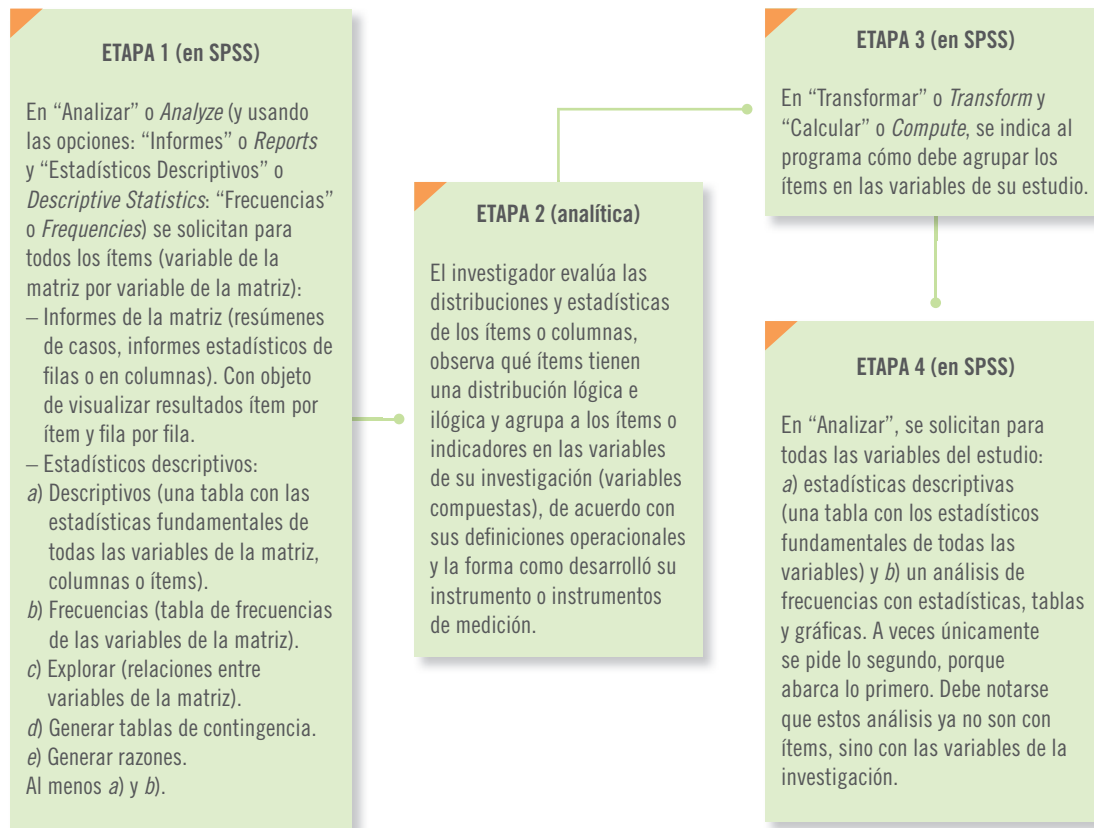 ETAPA 1 (en SPSS)
En “Analizar” o Analyze (y usando
las opciones: “Informes” o Reports
y “Estadísticos Descriptivos” o
Descriptive Statistics: “Frecuencias”
o Frequencies) se solicitan para
todos los ítems (variable de la
matriz por variable de la matriz):
– Informes de la matriz (resúmenes
de casos, informes estadísticos de
filas o en columnas). Con objeto
de visualizar resultados ítem por
ítem y fila por fila.
– Estadísticos descriptivos:
a) Descriptivos (una tabla con las
estadísticas fundamentales de
todas las variables de la matriz,
columnas o ítems).
b) Frecuencias (tabla de frecuencias
de las variables de la matriz).
c) Explorar (relaciones entre
variables de la matriz).
d) Generar tablas de contingencia.
e) Generar razones.
Al menos a) y b).
ETAPA 2 (analítica)
El investigador evalúa las
distribuciones y estadísticas
de los ítems o columnas,
observa qué ítems tienen
una distribución lógica e
ilógica y agrupa a los ítems o
indicadores en las variables
de su investigación (variables
compuestas), de acuerdo con
sus definiciones operacionales
y la forma como desarrolló su
instrumento o instrumentos
de medición.
ETAPA 3 (en SPSS)
En “Transformar” o Transform y
“Calcular” o Compute, se indica al
programa cómo debe agrupar los
ítems en las variables de su estudio.
ETAPA 4 (en SPSS)
En “Analizar”, se solicitan para
todas las variables del estudio:
a) estadísticas descriptivas
(una tabla con los estadísticos
fundamentales de todas las
variables) y b) un análisis de
frecuencias con estadísticas, tablas
y gráficas. A veces únicamente
se pide lo segundo, porque
abarca lo primero. Debe notarse
que estos análisis ya no son con
ítems, sino con las variables de la
investigación.